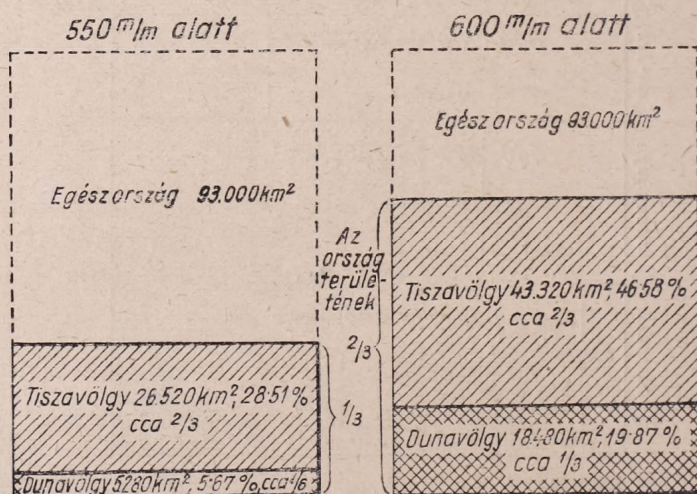 550 m/m alatt
Egész ország 93.000 km²
Tiszavölgy 26.520 km², 28·51 %
cca 2/3
Dunavölgy 5280 km², 5·67 %, cca 1/6
1/3
Az
ország
terüle-
tének
2/3
600 m/m alatt
Egész ország 93000 km²
Tiszavölgy 43.320 km², 46·58 %
cca 2/3
Dunavölgy 18.480 km², 19·87 %
cca 1/3